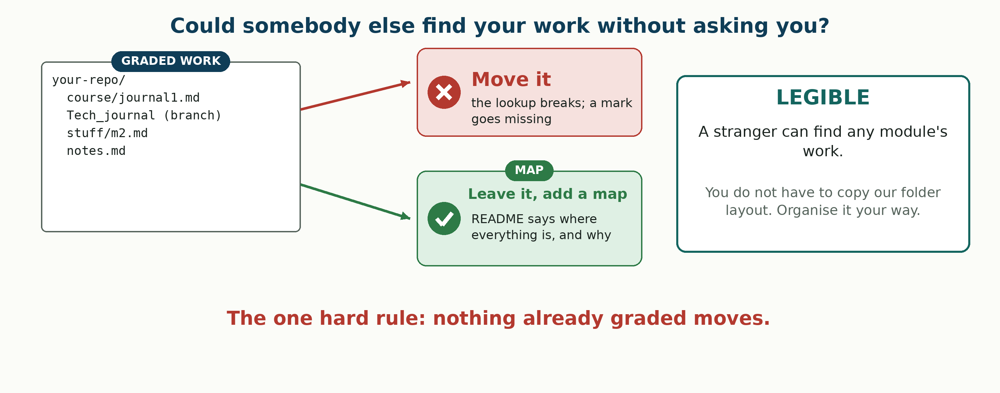 Could somebody else find your work without asking you?
GRADED WORK
your-repo/
  course/journal1.md
  Tech_journal (branch)
  stuff/m2.md
  notes.md
Move it
the lookup breaks; a mark
goes missing
MAP
Leave it, add a map
README says where
everything is, and why
LEGIBLE
A stranger can find any module's
work.
You do not have to copy our folder
layout. Organise it your way.
The one hard rule: nothing already graded moves.